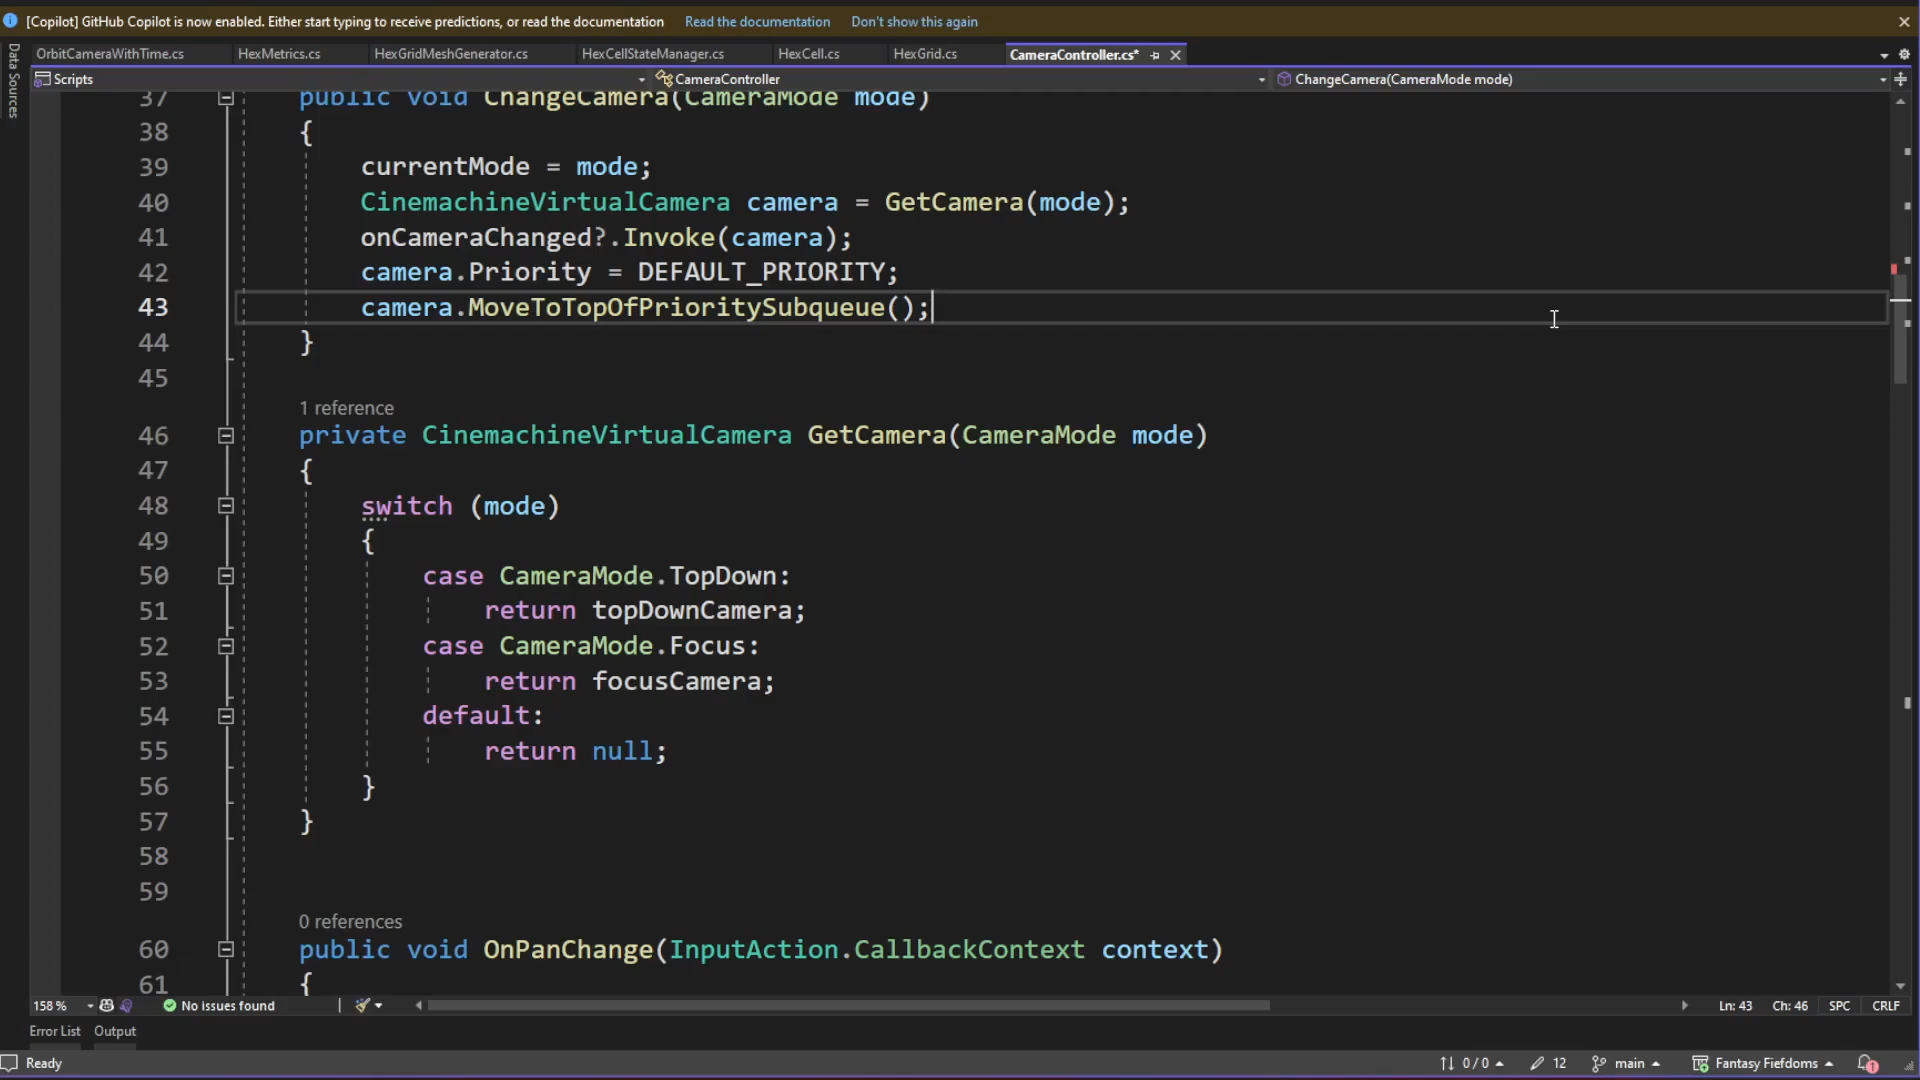 [Copilot] GitHub Copilot is now enabled. Either start typing to receive predictions, or read the documentation Read the documentation Don't show this again
Data Sources
OrbitCameraWithTime.cs HexMetrics.cs HexGridMeshGenerator.cs HexCellStateManager.cs HexCell.cs HexGrid.cs CameraController.cs*
Scripts CameraController ChangeCamera(CameraMode mode)
37 public void ChangeCamera(CameraMode mode)
38 {
39 currentMode = mode;
40 CinemachineVirtualCamera camera = GetCamera(mode);
41 onCameraChanged?.Invoke(camera);
42 camera.Priority = DEFAULT_PRIORITY;
43 camera.MoveToTopOfPrioritySubqueue();
44 }
45
1 reference
46 private CinemachineVirtualCamera GetCamera(CameraMode mode)
47 {
48 switch (mode)
49 {
50 case CameraMode.TopDown:
51 return topDownCamera;
52 case CameraMode.Focus:
53 return focusCamera;
54 default:
55 return null;
56 }
57 }
58
59
0 references
60 public void OnPanChange(InputAction.CallbackContext context)
61 {
158 % No issues found Ln: 43 Ch: 46 SPC CRLF
Error List Output
Ready 0 / 0 12 main Fantasy Fiefdoms 1